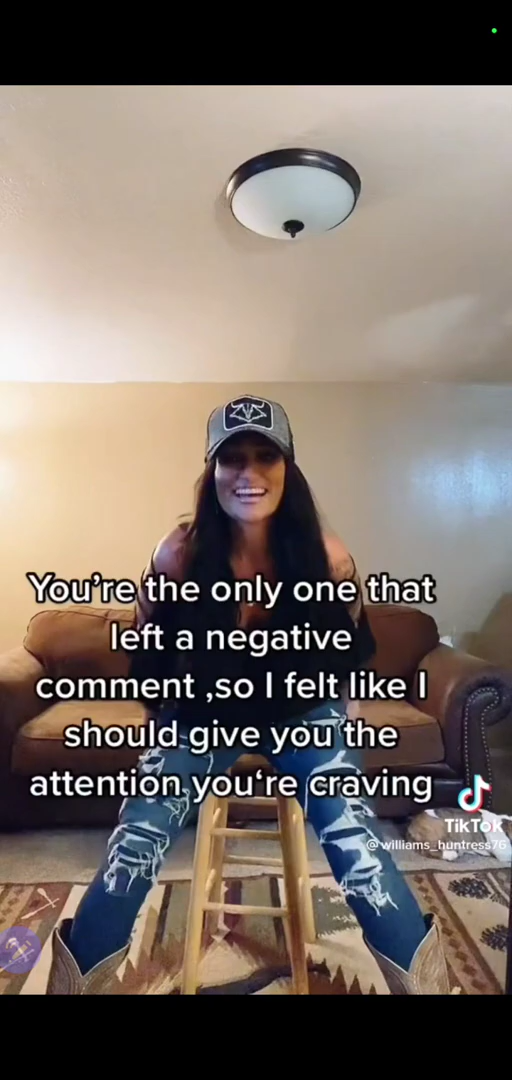 You're the only one that
left a negative
comment ,so I felt like I
should give you the
attention you're craving
TikTok
@williams_huntress76